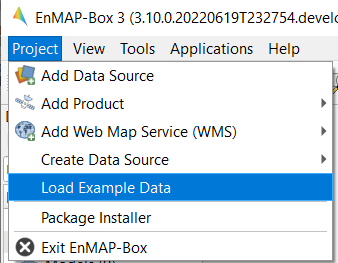 EnMAP-Box 3 (3.10.0.20220619T232754.develo
Project View Tools Applications Help
Add Data Source
Add Product
Add Web Map Service (WMS)
Create Data Source
Load Example Data
Package Installer
Exit EnMAP-Box